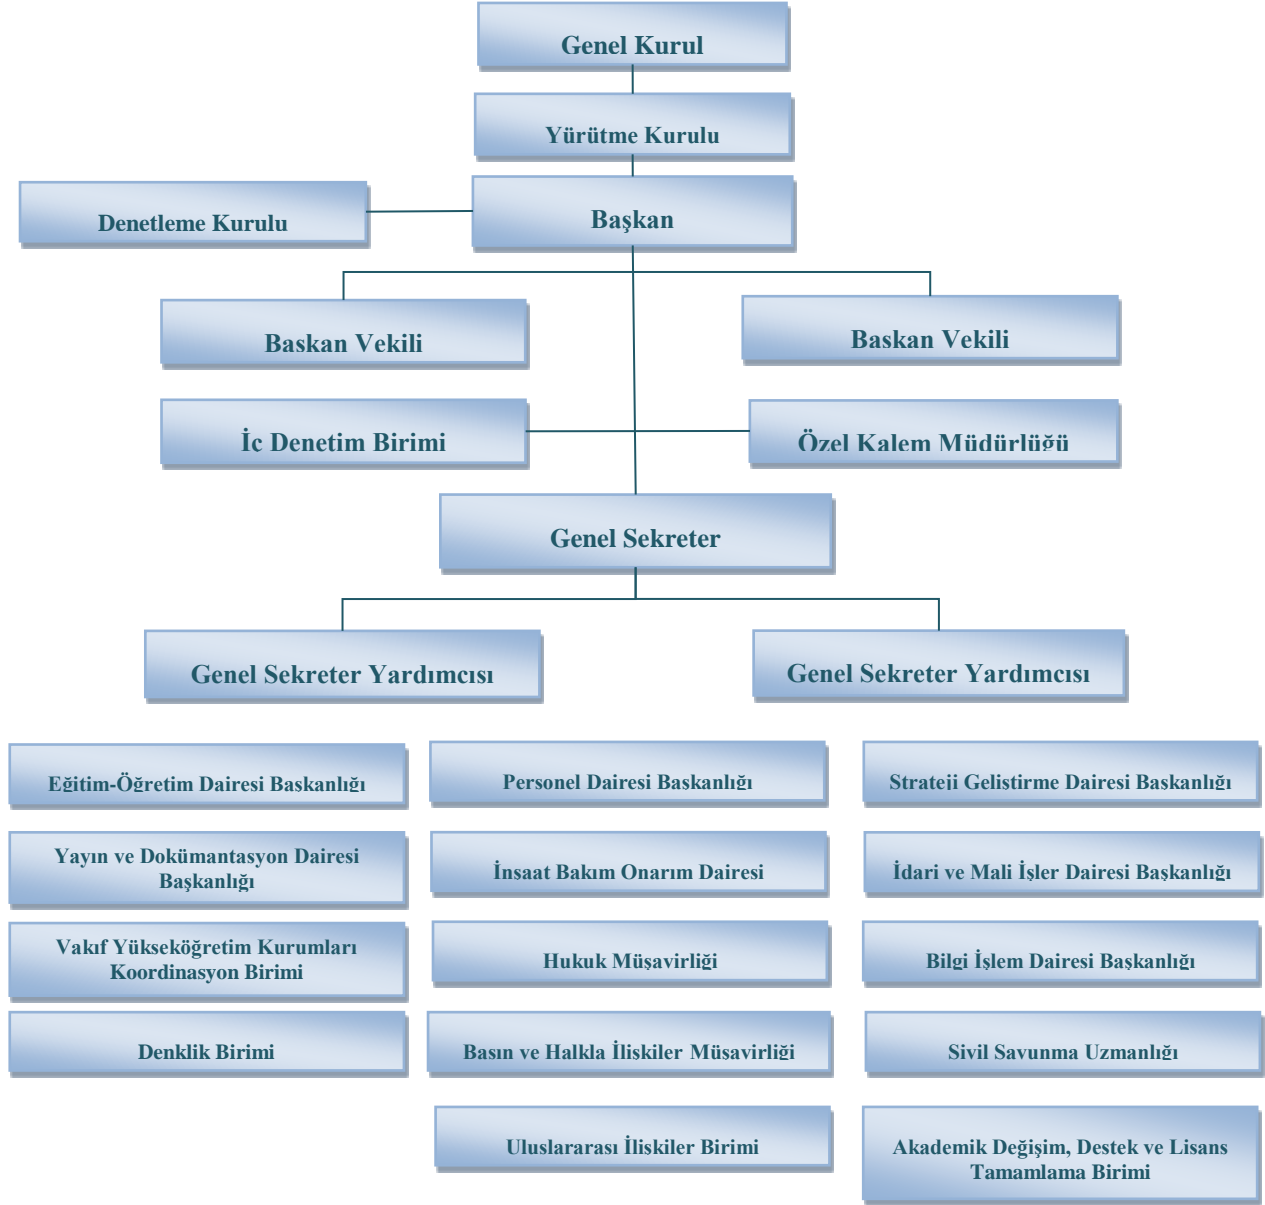 Genel Kurul
Yürütme Kurulu
Denetleme Kurulu
Başkan
Baskan Vekili
Baskan Vekili
İc Denetim Birimi
Özel Kalem Müdürlüğü
Genel Sekreter
Genel Sekreter Yardımcısı
Genel Sekreter Yardımcısı
Eğitim-Öğretim Dairesi Baskanlığı
Personel Dairesi Baskanlığı
Strateji Gelistirme Dairesi Baskanlığı
Yayın ve Dokümantasyon Dairesi
Başkanlığı
İnsaat Bakım Onarım Dairesi
İdari ve Mali İşler Dairesi Başkanlığı
Vakıf Yükseköğretim Kurumları
Koordinasyon Birimi
Hukuk Müşavirliği
Bilgi İşlem Dairesi Başkanlığı
Denklik Birimi
Basın ve Halkla İliskiler Müsavirliği
Sivil Savunma Uzmanlığı
Uluslararası İliskiler Birimi
Akademik Değişim, Destek ve Lisans
Tamamlama Birimi